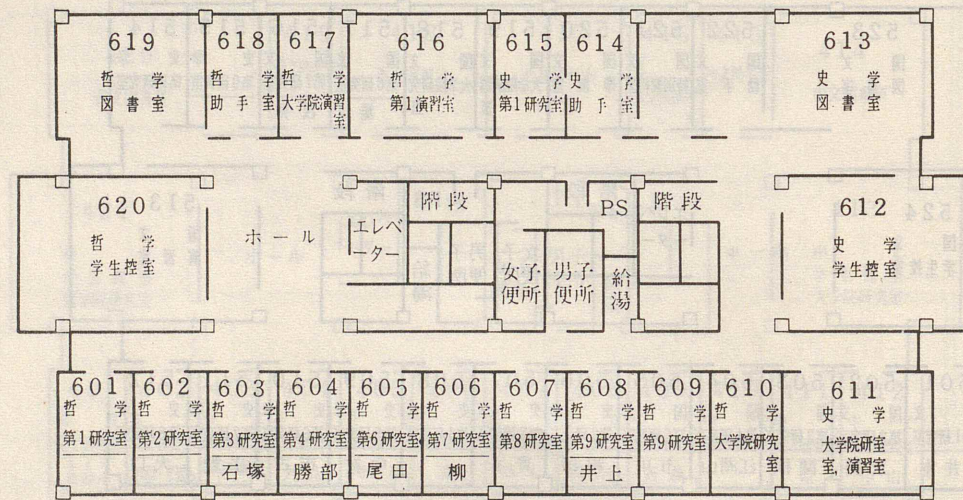 619
哲 学
図書室
618
哲 学
助手室
617
哲 学
大学院演習
室
616
哲 学
第1演習室
615
史 学
第1研究室
614
史 学
助手室
613
史 学
図書室
620
哲 学
学生控室
ホール
エレベ
ーター
階段
女子
便所
男子
便所
PS
給
湯
階段
612
史 学
学生控室
601
哲 学
第1研究室
602
哲 学
第2研究室
603
哲 学
第3研究室
石塚
604
哲 学
第4研究室
勝部
605
哲 学
第6研究室
尾田
606
哲 学
第7研究室
柳
607
哲 学
第8研究室
608
哲 学
第9研究室
井上
609
哲 学
第9研究室
610
哲 学
大学院研究
室
611
史 学
大学院研室
室,演習室